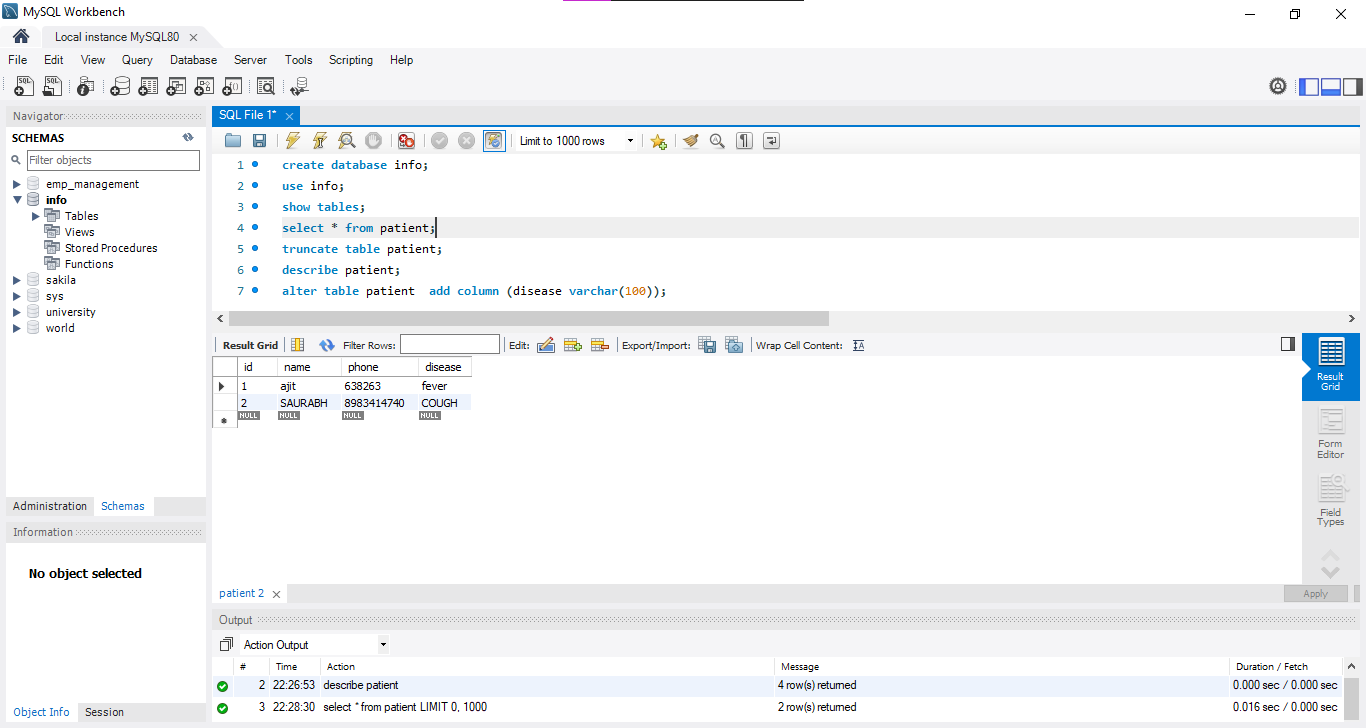 MySQL Workbench
Local instance MySQL80
File Edit View Query Database Server Tools Scripting Help
Navigator
SCHEMAS
Filter objects
emp_management
info
Tables
Views
Stored Procedures
Functions
sakila
sys
university
world
Administration Schemas
Information
No object selected
Object Info Session
SQL File 1*
Limit to 1000 rows
1 create database info;
2 use info;
3 show tables;
4 select * from patient;
5 truncate table patient;
6 describe patient;
7 alter table patient  add column (disease varchar(100));
Result Grid Filter Rows: Edit: Export/Import: Wrap Cell Content: IA
id name phone disease
1 ajit 638263 fever
2 SAURABH 8983414740 COUGH
NULL NULL NULL NULL
Result Grid
Form Editor
Field Types
patient 2
Apply
Output
Action Output
# Time Action Message Duration / Fetch
2 22:26:53 describe patient 4 row(s) returned 0.000 sec / 0.000 sec
3 22:28:30 select * from patient LIMIT 0, 1000 2 row(s) returned 0.016 sec / 0.000 sec